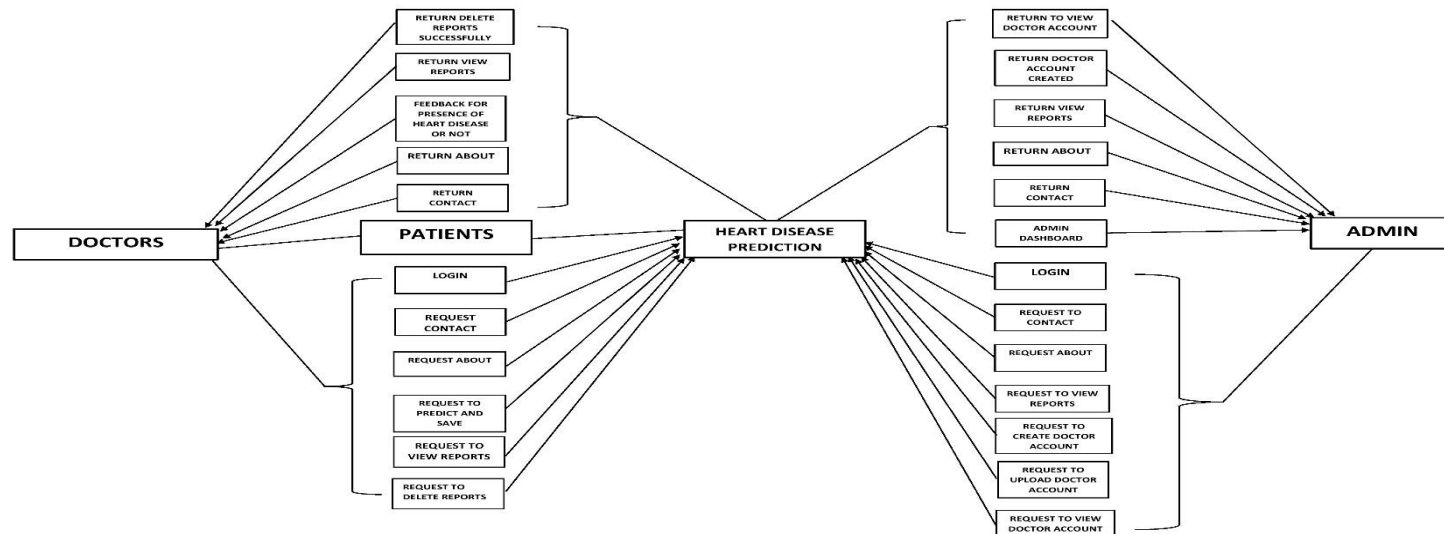 RETURN DELETE
REPORTS
SUCCESSFULLY
RETURN VIEW
REPORTS
FEEDBACK FOR
PRESENCE OF
HEART DISEASE
OR NOT
RETURN ABOUT
RETURN
CONTACT
DOCTORS
PATIENTS
LOGIN
REQUEST
CONTACT
REQUEST ABOUT
REQUEST TO
PREDICT AND
SAVE
REQUEST TO
VIEW REPORTS
REQUEST TO
DELETE REPORTS
HEART DISEASE
PREDICTION
RETURN TO VIEW
DOCTOR ACCOUNT
RETURN DOCTOR
ACCOUNT
CREATED
RETURN VIEW
REPORTS
RETURN ABOUT
RETURN
CONTACT
ADMIN
DASHBOARD
ADMIN
LOGIN
REQUEST TO
CONTACT
REQUEST ABOUT
REQUEST TO VIEW
REPORTS
REQUEST TO
CREATE DOCTOR
ACCOUNT
REQUEST TO
UPLOAD DOCTOR
ACCOUNT
REQUEST TO VIEW
DOCTOR ACCOUNT